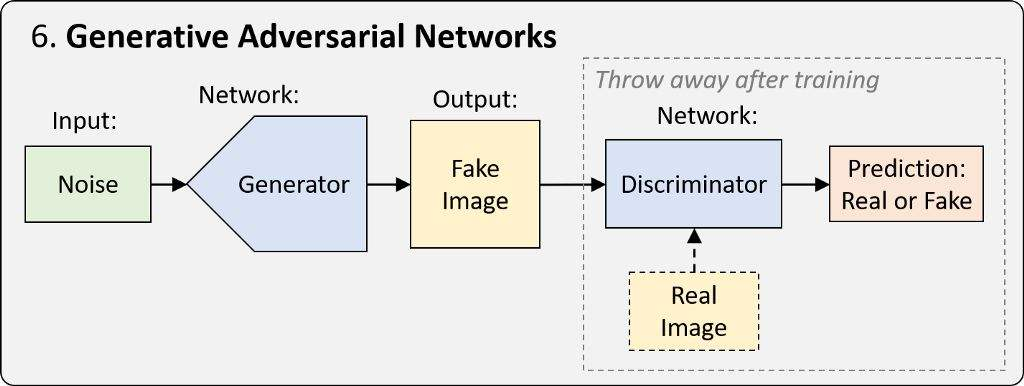 6. Generative Adversarial Networks
Throw away after training
Input:
Network:
Output:
Network:
Noise
Generator
Fake
Image
Discriminator
Prediction:
Real or Fake
Real
Image